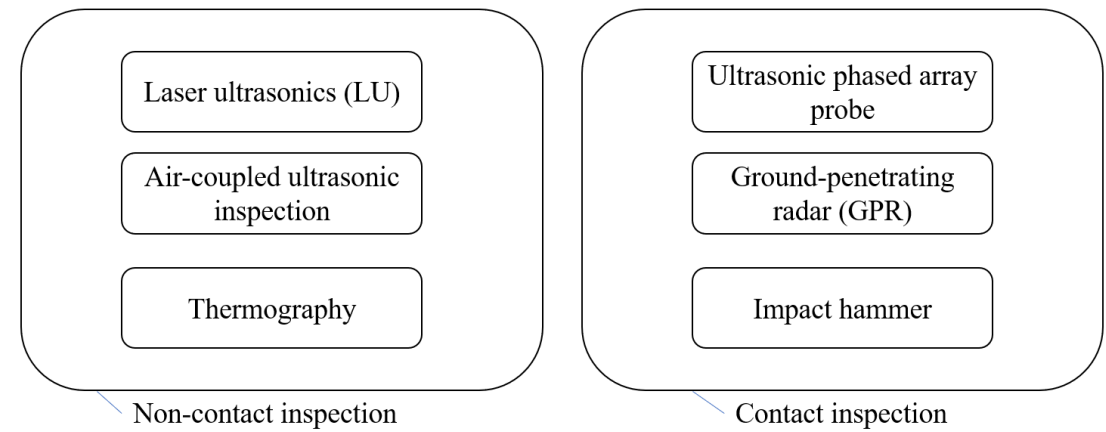 Laser ultrasonics (LU)
Air-coupled ultrasonic
inspection
Thermography
Non-contact inspection
Ultrasonic phased array
probe
Ground-penetrating
radar (GPR)
Impact hammer
Contact inspection